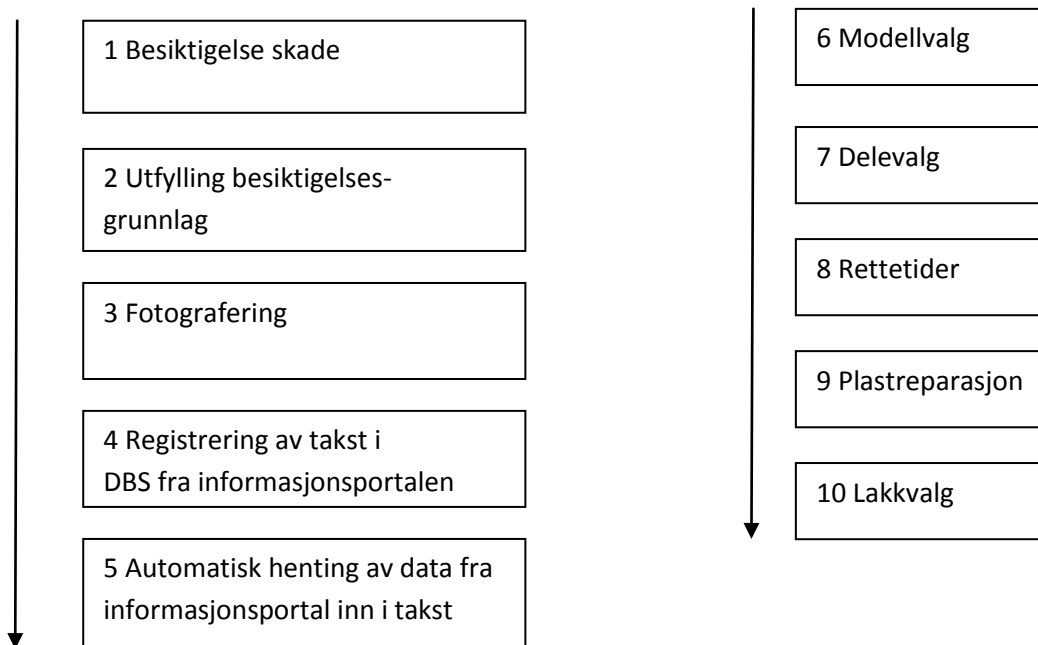 1 Besiktigelse skade
2 Utfylling besiktigelses-
grunnlag
3 Fotografering
4 Registrering av takst i
DBS fra informasjonsportalen
5 Automatisk henting av data fra
informasjonsportal inn i takst
6 Modellvalg
7 Delevalg
8 Rettetider
9 Plastreparasjon
10 Lakkvalg